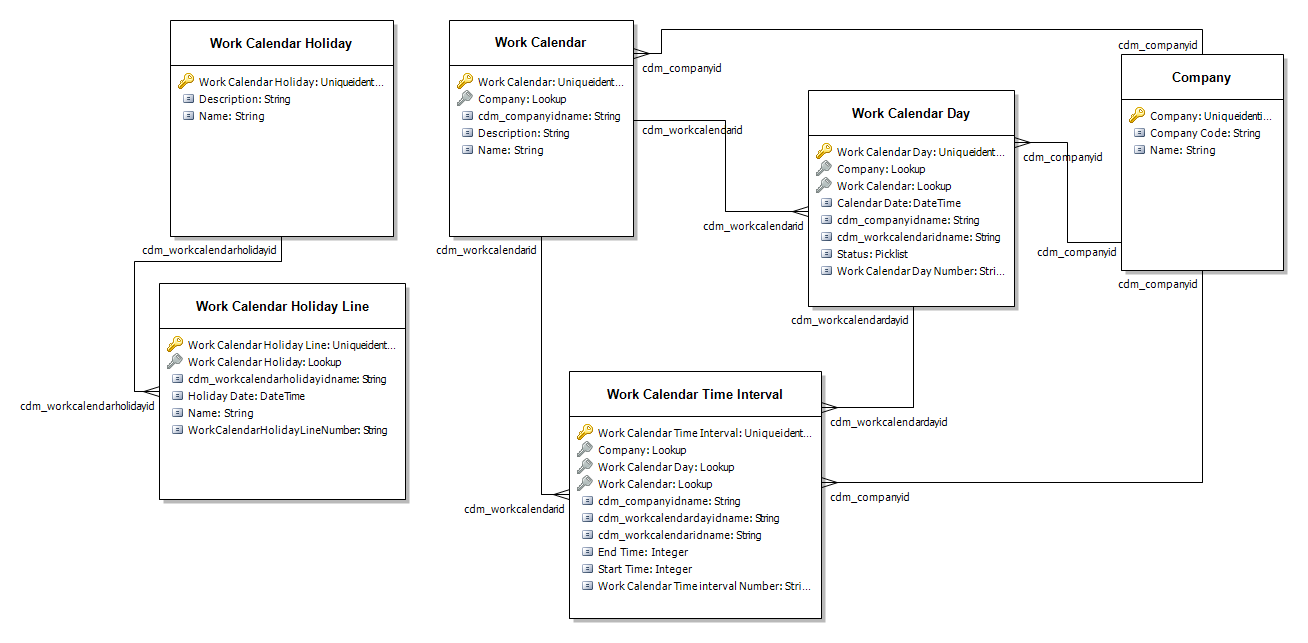 Work Calendar Holiday
Work Calendar Holiday: Uniqueident...
Description: String
Name: String
cdm_workcalendarholidayid
Work Calendar Holiday Line
Work Calendar Holiday Line: Uniqueident...
Work Calendar Holiday: Lookup
cdm_workcalendarholidayidname: String
Holiday Date: DateTime
Name: String
WorkCalendarHolidayLineNumber: String
cdm_workcalendarholidayid
Work Calendar
Work Calendar: Uniqueident...
Company: Lookup
cdm_companyidname: String
Description: String
Name: String
cdm_companyid
cdm_workcalendarid
cdm_workcalendarid
cdm_workcalendarid
cdm_workcalendarid
Work Calendar Day
Work Calendar Day: Uniqueident...
Company: Lookup
Work Calendar: Lookup
Calendar Date: DateTime
cdm_companyidname: String
cdm_workcalendaridname: String
Status: Picklist
Work Calendar Day Number: Stri...
cdm_workcalendardayid
cdm_companyid
cdm_companyid
Company
Company: Uniqueidenti...
Company Code: String
Name: String
cdm_companyid
cdm_companyid
cdm_companyid
Work Calendar Time Interval
Work Calendar Time Interval: Uniqueident...
Company: Lookup
Work Calendar Day: Lookup
Work Calendar: Lookup
cdm_companyidname: String
cdm_workcalendardayidname: String
cdm_workcalendaridname: String
End Time: Integer
Start Time: Integer
Work Calendar Time interval Number: Stri...
cdm_workcalendardayid
cdm_companyid